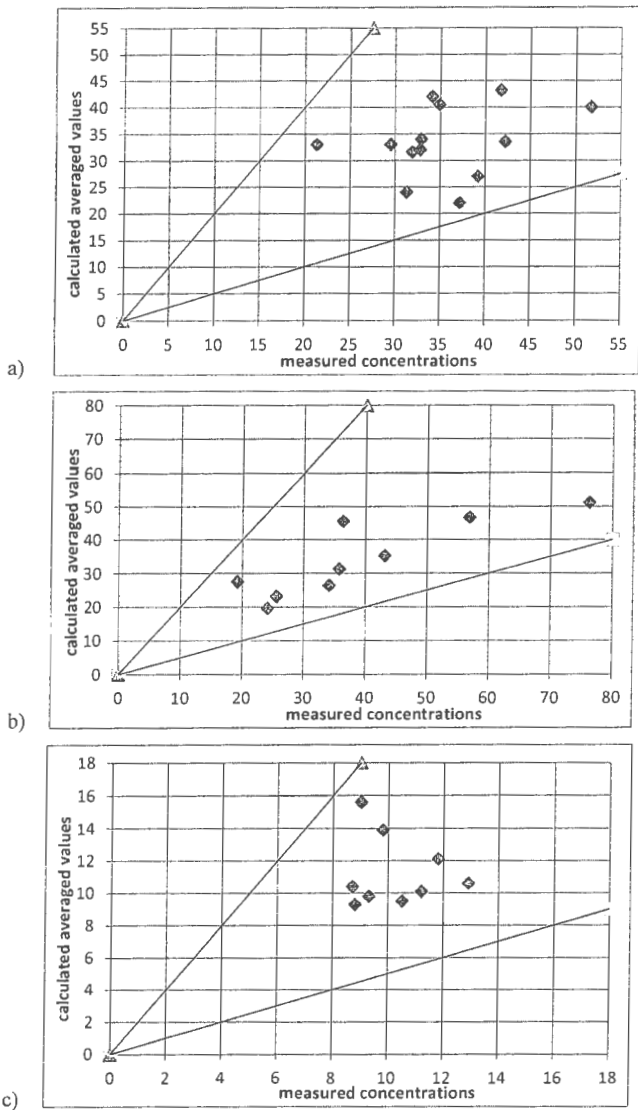 55
50
45
40
35
30
25
20
15
10
5
0
calculated averaged values
0 5 10 15 20 25 30 35 40 45 50 55
measured concentrations
a)
80
70
60
50
40
30
20
10
0
calculated averaged values
0 10 20 30 40 50 60 70 80
measured concentrations
b)
18
16
14
12
10
8
6
4
2
0
calculated averaged values
0 2 4 6 8 10 12 14 16 18
measured concentrations
c)